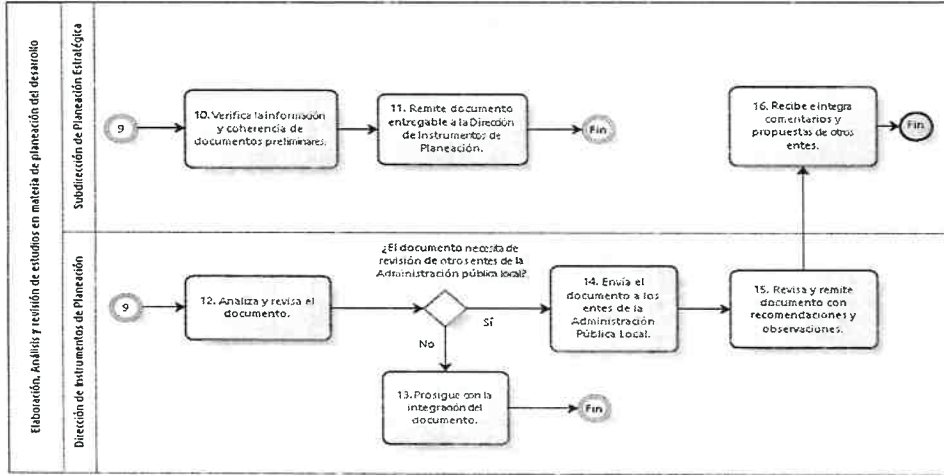 Elaboración, Análisis y revisión de estudios en materia de planeación del desarrollo
Subdirección de Planeación Estratégica
9
10. Verifica la información
y coherencia de
documentos preliminares.
11. Remite documento
entregable a la Dirección
de Instrumentos de
Planeación.
Fin
16. Recibe e integra
comentarios y
propuestas de otros
entes.
Fin
Dirección de Instrumentos de Planeación
9
12. Analiza y revisa el
documento.
¿El documento necesita de
revisión de otros entes de la
Administración pública local?
Sí
No
14. Envía el
documento a los
entes de la
Administración
Pública Local.
15. Revisa y remite
documento con
recomendaciones y
observaciones.
13. Prosigue con la
integración del
documento.
Fin